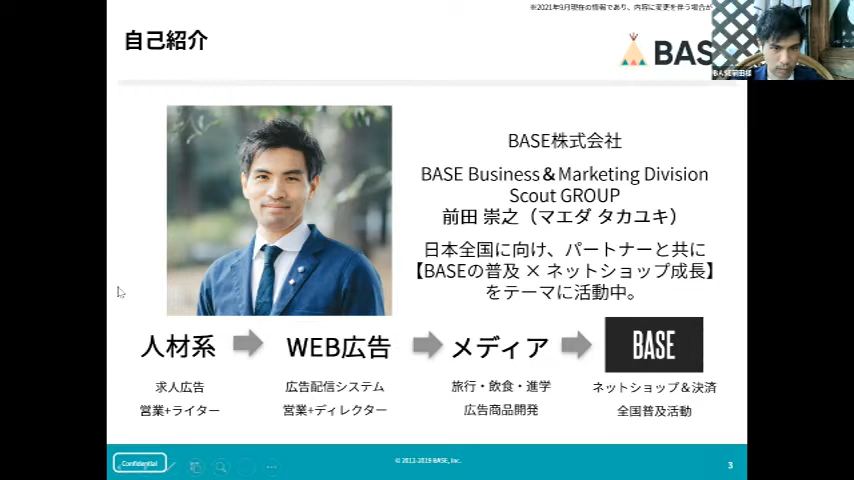 ※2021年9月現在の情報であり、内容に変更を伴う場合が
自己紹介
BAS
BASE前田様
BASE株式会社
BASE Business＆Marketing Division
Scout GROUP
前田 崇之（マエダ タカユキ）
日本全国に向け、パートナーと共に
【BASEの普及 × ネットショップ成長】
をテーマに活動中。
人材系
WEB広告
メディア
BASE
求人広告
営業+ライター
広告配信システム
営業+ディレクター
旅行・飲食・進学
広告商品開発
ネットショップ＆決済
全国普及活動
Confidential
© 2012-2019 BASE, Inc.
3